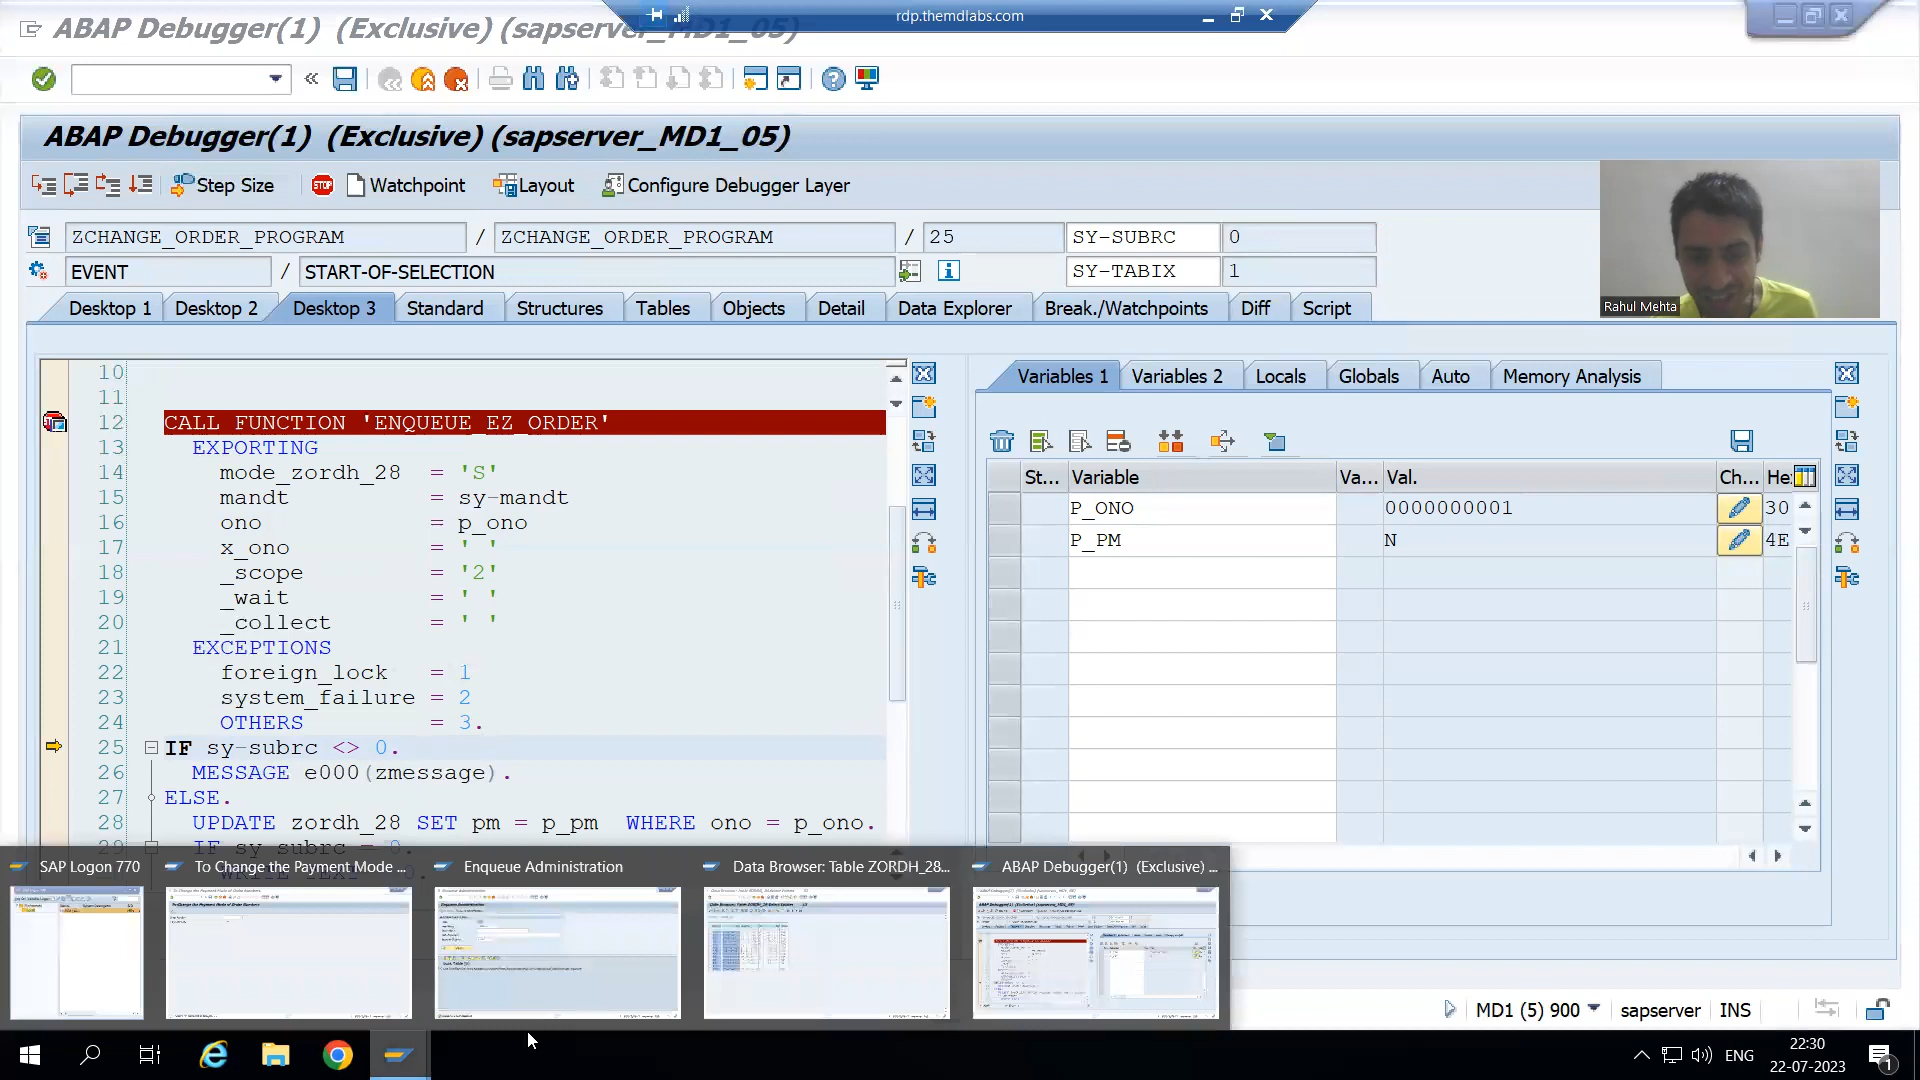 rdp.themdlabs.com
ABAP Debugger(1) (Exclusive) (sapserver_MD1_05)
ABAP Debugger(1) (Exclusive) (sapserver_MD1_05)
Step Size
STOP
Watchpoint
Layout
Configure Debugger Layer
ZCHANGE_ORDER_PROGRAM / ZCHANGE_ORDER_PROGRAM / 25 SY-SUBRC 0
EVENT / START-OF-SELECTION SY-TABIX 1
Rahul Mehta
Desktop 1 Desktop 2 Desktop 3 Standard Structures Tables Objects Detail Data Explorer Break./Watchpoints Diff Script
10
11
12 CALL FUNCTION 'ENQUEUE_EZ_ORDER'
13 EXPORTING
14 mode_zordh_28 = 'S'
15 mandt = sy-mandt
16 ono = p_ono
17 x_ono = ' '
18 _scope = '2'
19 _wait = ' '
20 _collect = ' '
21 EXCEPTIONS
22 foreign_lock = 1
23 system_failure = 2
24 OTHERS = 3.
25 IF sy-subrc <> 0.
26 MESSAGE e000(zmessage).
27 ELSE.
28 UPDATE zordh_28 SET pm = p_pm WHERE ono = p_ono.
Variables 1 Variables 2 Locals Globals Auto Memory Analysis
St... Variable Va... Val. Ch... He
P_ONO 0000000001 30
P_PM N 4E
SAP Logon 770
To Change the Payment Mode ...
Enqueue Administration
Data Browser: Table ZORDH_28...
ABAP Debugger(1) (Exclusive) ...
MD1 (5) 900 sapserver INS
ENG
22:30
22-07-2023
1